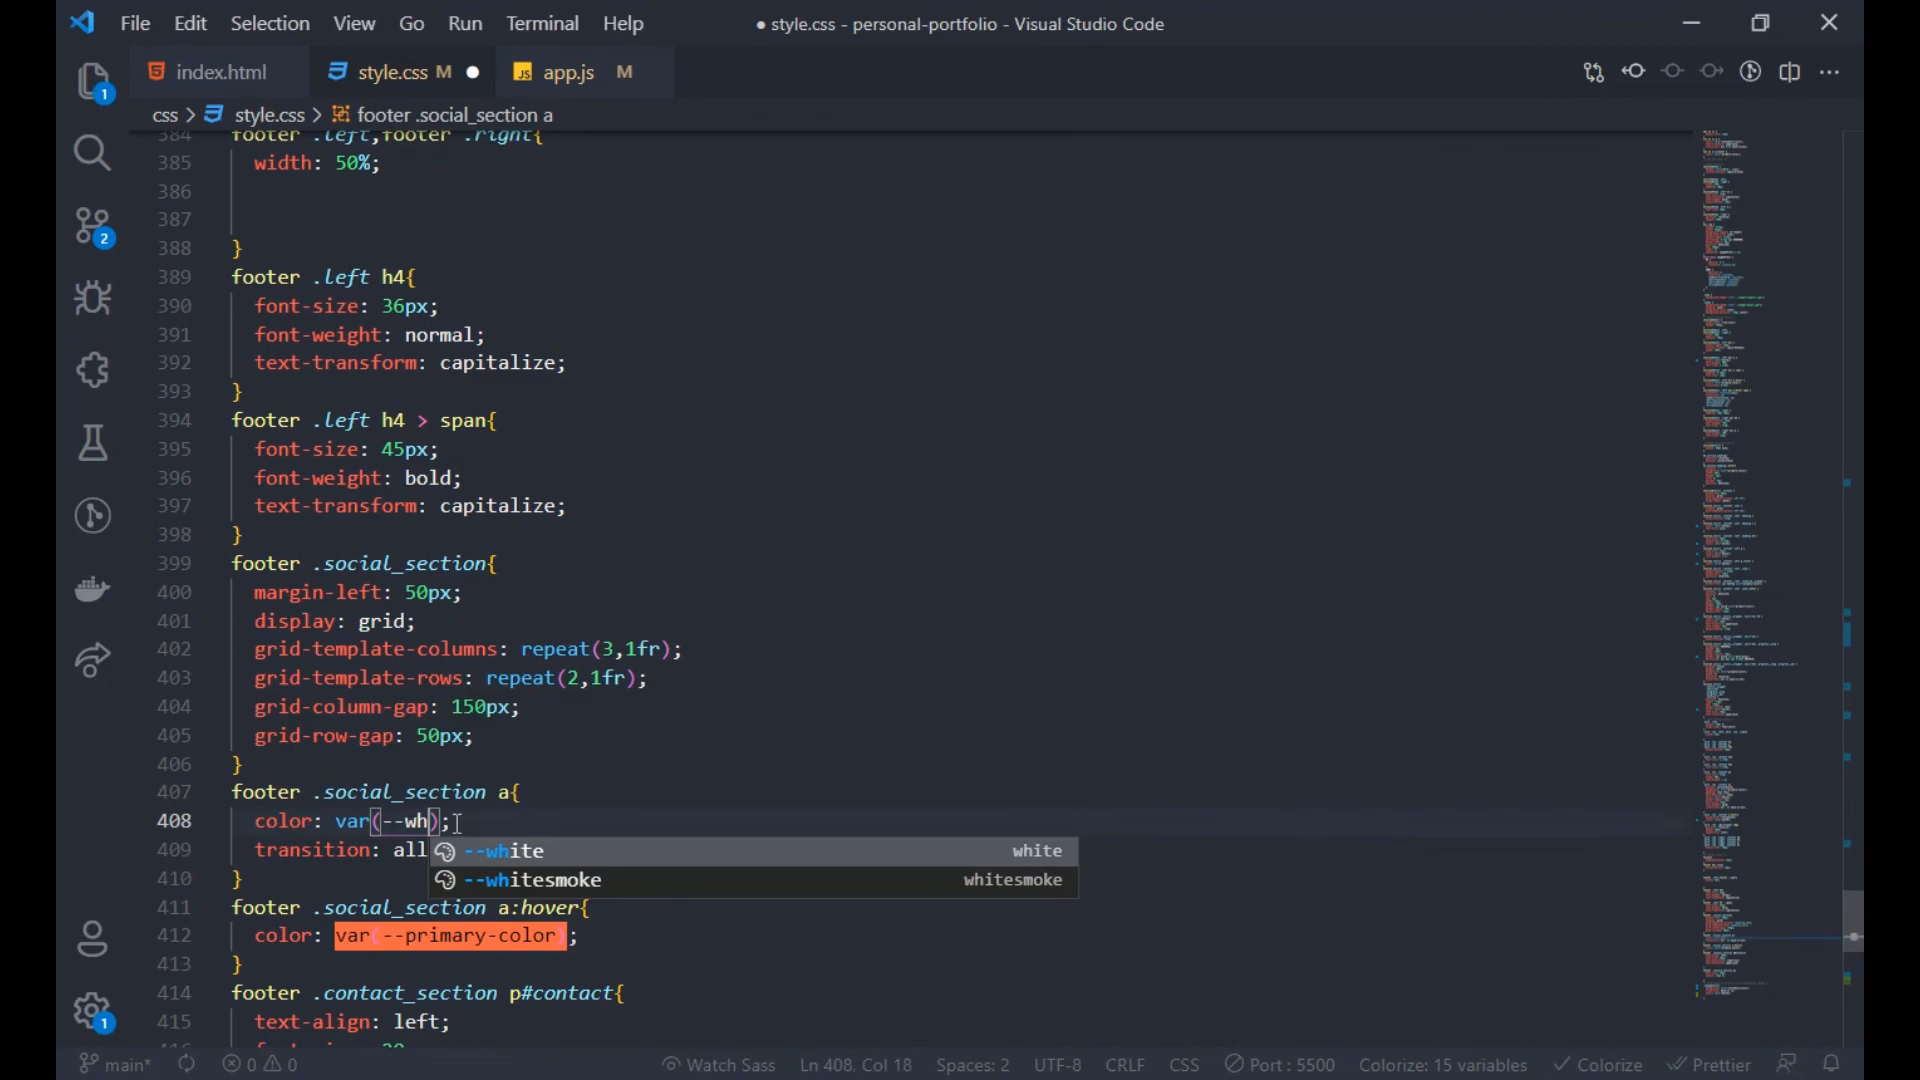 File Edit Selection View Go Run Terminal Help
● style.css - personal-portfolio - Visual Studio Code
index.html
style.css M
app.js M
css > style.css > footer .social_section a
384 footer .left,footer .right{
385 width: 50%;
386
387
388 }
389 footer .left h4{
390 font-size: 36px;
391 font-weight: normal;
392 text-transform: capitalize;
393 }
394 footer .left h4 > span{
395 font-size: 45px;
396 font-weight: bold;
397 text-transform: capitalize;
398 }
399 footer .social_section{
400 margin-left: 50px;
401 display: grid;
402 grid-template-columns: repeat(3,1fr);
403 grid-template-rows: repeat(2,1fr);
404 grid-column-gap: 150px;
405 grid-row-gap: 50px;
406 }
407 footer .social_section a{
408 color: var(--wh);
409 transition: all
--white white
--whitesmoke whitesmoke
410 }
411 footer .social_section a:hover{
412 color: var(--primary-color);
413 }
414 footer .contact_section p#contact{
415 text-align: left;
1
2
1
main* 0 0 Watch Sass Ln 408, Col 18 Spaces: 2 UTF-8 CRLF CSS Port : 5500 Colorize: 15 variables Colorize Prettier